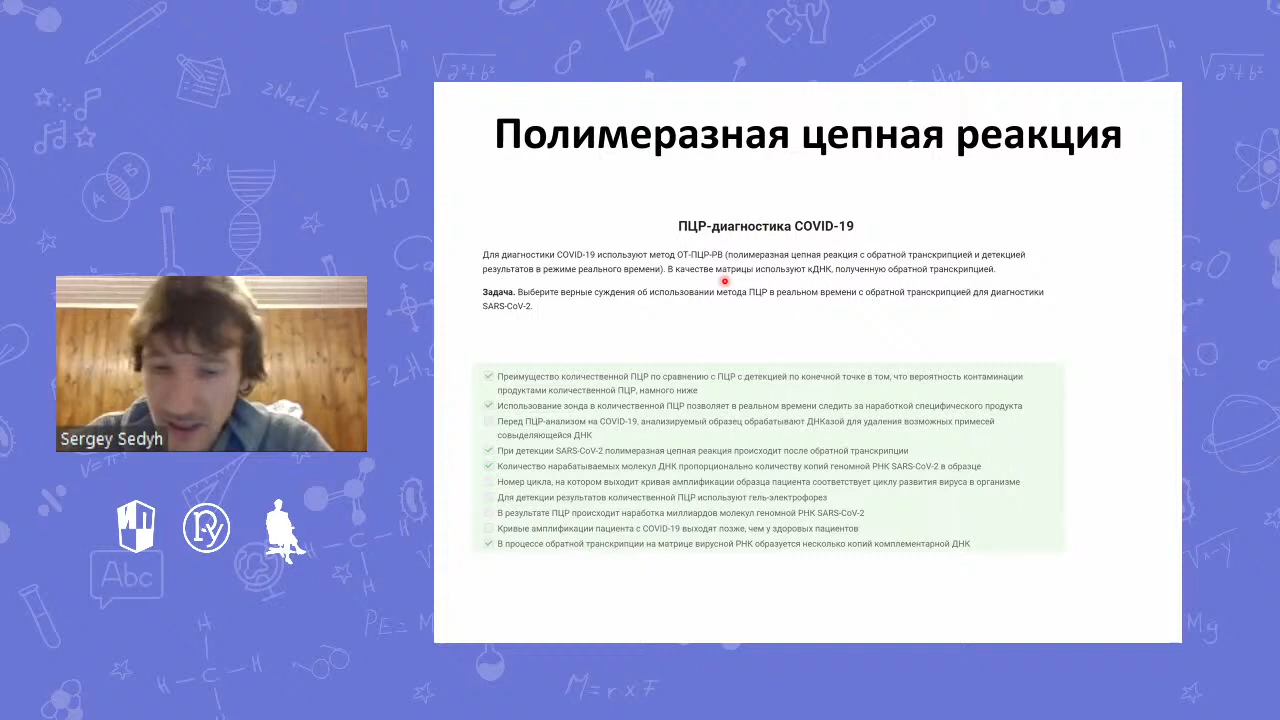 Полимеразная цепная реакция
ПЦР-диагностика COVID-19
Для диагностики COVID-19 используют метод ОТ-ПЦР-РВ (полимеразная цепная реакция с обратной транскрипцией и детекцией
результатов в режиме реального времени). В качестве матрицы используют кДНК, полученную обратной транскрипцией.
Задача. Выберите верные суждения об использовании метода ПЦР в реальном времени с обратной транскрипцией для диагностики
SARS-CoV-2.
Преимущество количественной ПЦР по сравнению с ПЦР с детекцией по конечной точке в том, что вероятность контаминации
продуктами количественной ПЦР, намного ниже
Использование зонда в количественной ПЦР позволяет в реальном времени следить за наработкой специфического продукта
Перед ПЦР-анализом на COVID-19, анализируемый образец обрабатывают ДНКазой для удаления возможных примесей
совыделяющейся ДНК
При детекции SARS-CoV-2 полимеразная цепная реакция происходит после обратной транскрипции
Количество нарабатываемых молекул ДНК пропорционально количеству копий геномной РНК SARS-CoV-2 в образце
Номер цикла, на котором выходит кривая амплификации образца пациента соответствует циклу развития вируса в организме
Для детекции результатов количественной ПЦР используют гель-электрофорез
В результате ПЦР происходит наработка миллиардов молекул геномной РНК SARS-CoV-2
Кривые амплификации пациента с COVID-19 выходят позже, чем у здоровых пациентов
В процессе обратной транскрипции на матрице вирусной РНК образуется несколько копий комплементарной ДНК
Sergey Sedyh
Abc
H₂O
A
B
M = r x F